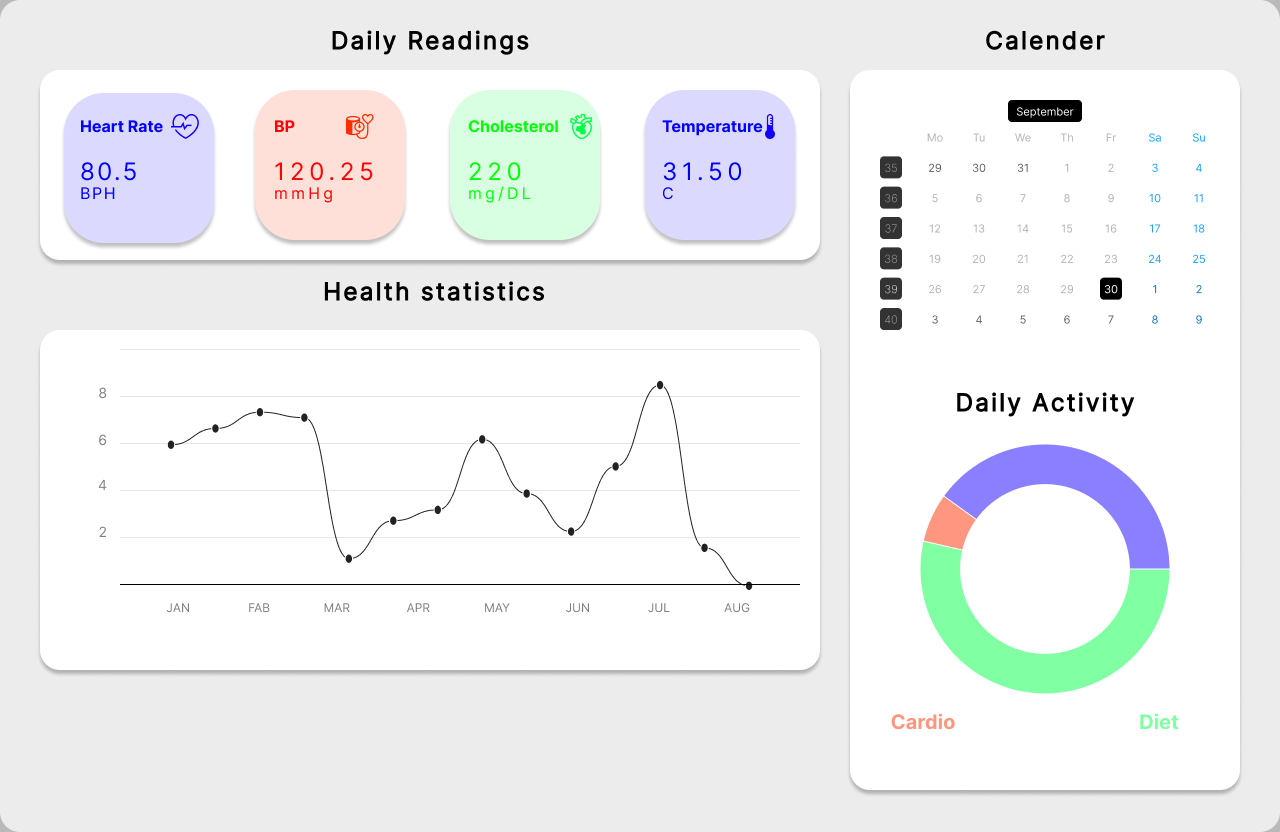 Daily Readings
Heart Rate
80.5
BPH
BP
120.25
mmHg
Cholesterol
220
mg/DL
Temperature
31.50
C
Health statistics
8
6
4
2
JAN FAB MAR APR MAY JUN JUL AUG
Calender
September
Mo Tu We Th Fr Sa Su
35 29 30 31 1 2 3 4
36 5 6 7 8 9 10 11
37 12 13 14 15 16 17 18
38 19 20 21 22 23 24 25
39 26 27 28 29 30 1 2
40 3 4 5 6 7 8 9
Daily Activity
Cardio Diet